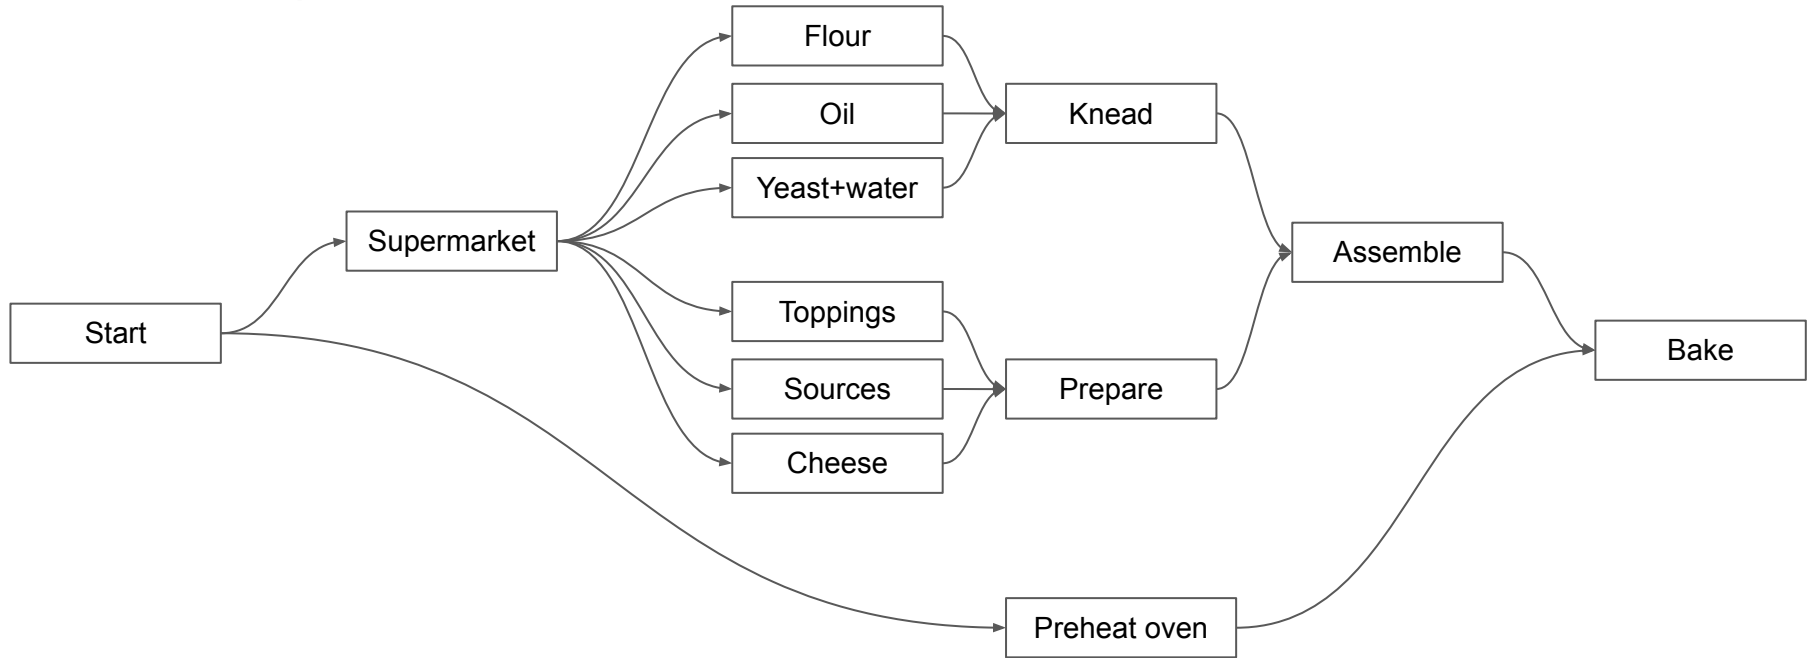 Start
Supermarket
Flour
Oil
Yeast+water
Toppings
Sources
Cheese
Knead
Prepare
Preheat oven
Assemble
Bake